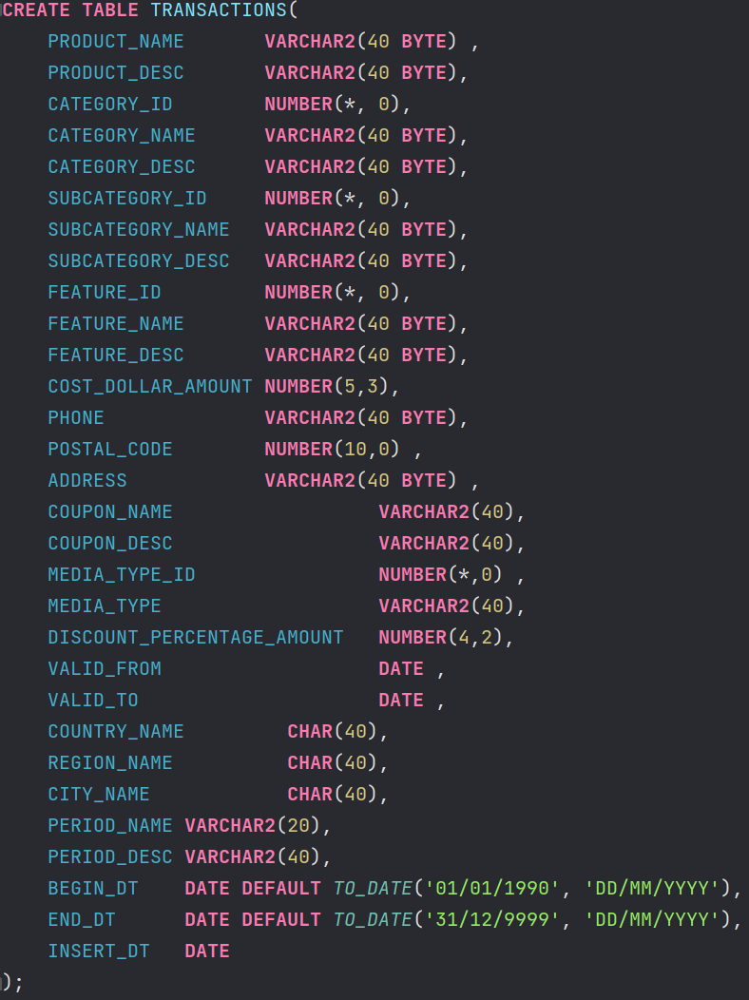 CREATE TABLE TRANSACTIONS(
    PRODUCT_NAME       VARCHAR2(40 BYTE) ,
    PRODUCT_DESC       VARCHAR2(40 BYTE),
    CATEGORY_ID        NUMBER(*, 0),
    CATEGORY_NAME      VARCHAR2(40 BYTE),
    CATEGORY_DESC      VARCHAR2(40 BYTE),
    SUBCATEGORY_ID     NUMBER(*, 0),
    SUBCATEGORY_NAME   VARCHAR2(40 BYTE),
    SUBCATEGORY_DESC   VARCHAR2(40 BYTE),
    FEATURE_ID         NUMBER(*, 0),
    FEATURE_NAME       VARCHAR2(40 BYTE),
    FEATURE_DESC       VARCHAR2(40 BYTE),
    COST_DOLLAR_AMOUNT NUMBER(5,3),
    PHONE              VARCHAR2(40 BYTE),
    POSTAL_CODE        NUMBER(10,0) ,
    ADDRESS            VARCHAR2(40 BYTE) ,
    COUPON_NAME                  VARCHAR2(40),
    COUPON_DESC                  VARCHAR2(40),
    MEDIA_TYPE_ID                NUMBER(*,0) ,
    MEDIA_TYPE                   VARCHAR2(40),
    DISCOUNT_PERCENTAGE_AMOUNT   NUMBER(4,2),
    VALID_FROM                   DATE ,
    VALID_TO                     DATE ,
    COUNTRY_NAME         CHAR(40),
    REGION_NAME          CHAR(40),
    CITY_NAME            CHAR(40),
    PERIOD_NAME VARCHAR2(20),
    PERIOD_DESC VARCHAR2(40),
    BEGIN_DT    DATE DEFAULT TO_DATE('01/01/1990', 'DD/MM/YYYY'),
    END_DT      DATE DEFAULT TO_DATE('31/12/9999', 'DD/MM/YYYY'),
    INSERT_DT   DATE
);